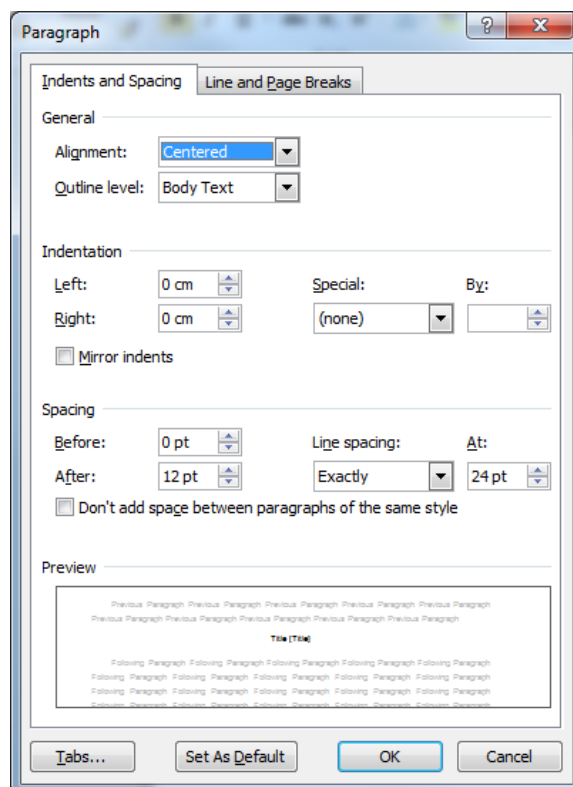 Paragraph
Indents and Spacing Line and Page Breaks
General
Alignment: Centered
Outline level: Body Text
Indentation
Left: 0 cm Special: By:
Right: 0 cm (none)
Mirror indents
Spacing
Before: 0 pt Line spacing: At:
After: 12 pt Exactly 24 pt
Don't add space between paragraphs of the same style
Preview
Previous Paragraph Previous Paragraph Previous Paragraph Previous Paragraph Previous Paragraph
Previous Paragraph Previous Paragraph Previous Paragraph Previous Paragraph Previous Paragraph
Title [Title]
Following Paragraph Following Paragraph Following Paragraph Following Paragraph Following Paragraph
Following Paragraph Following Paragraph Following Paragraph Following Paragraph Following Paragraph
Following Paragraph Following Paragraph Following Paragraph Following Paragraph Following Paragraph
Following Paragraph Following Paragraph Following Paragraph Following Paragraph Following Paragraph
Tabs... Set As Default OK Cancel